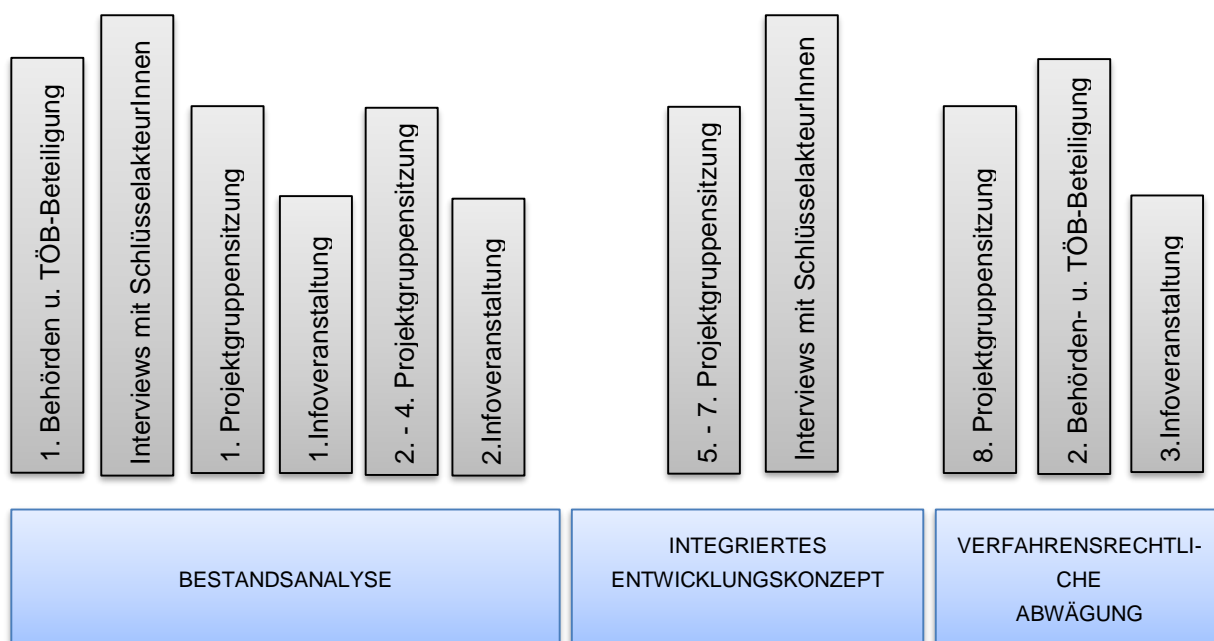 1. Behörden u. TÖB-Beteiligung
Interviews mit SchlüsselakteurInnen
1. Projektgruppensitzung
1.Infoveranstaltung
2. - 4. Projektgruppensitzung
2.Infoveranstaltung
5. - 7. Projektgruppensitzung
Interviews mit SchlüsselakteurInnen
8. Projektgruppensitzung
2. Behörden- u. TÖB-Beteiligung
3.Infoveranstaltung
BESTANDSANALYSE
INTEGRIERTES
ENTWICKLUNGSKONZEPT
VERFAHRENSRECHTLI-
CHE
ABWÄGUNG